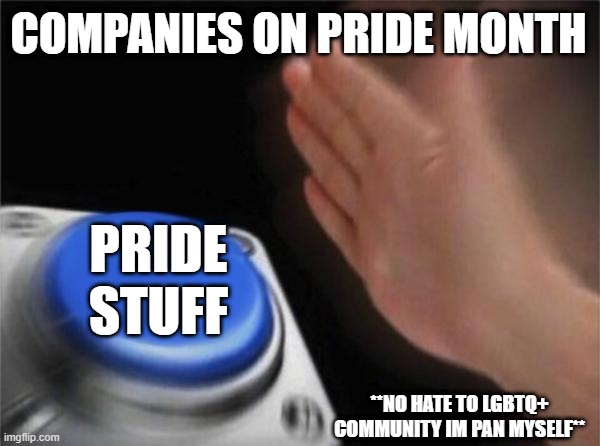 COMPANIES ON PRIDE MONTH
PRIDE
STUFF
**NO HATE TO LGBTQ+
COMMUNITY IM PAN MYSELF**
imgflip.com